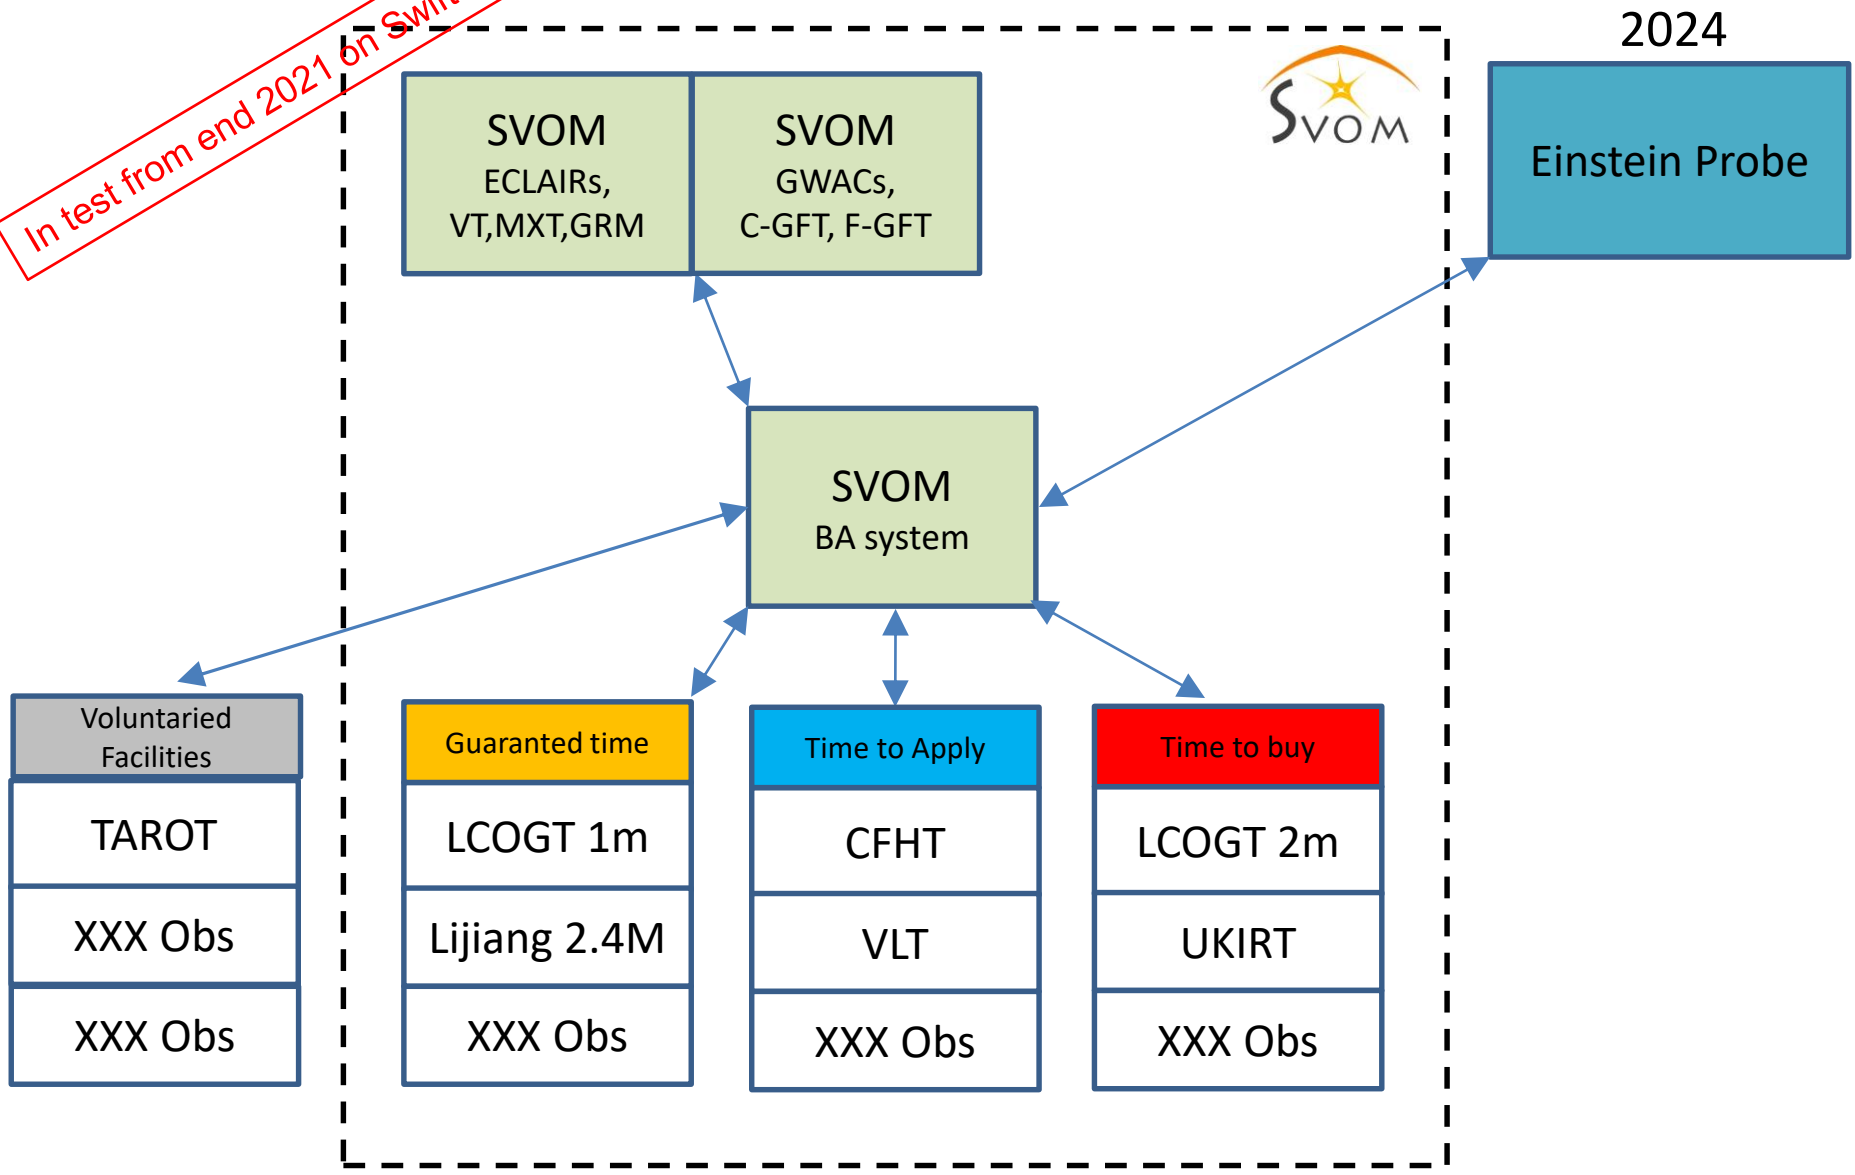 In test from end 2021 on Swift
2024
SVOM
ECLAIRs,
VT,MXT,GRM
SVOM
GWACs,
C-GFT, F-GFT
SVOM
Einstein Probe
SVOM
BA system
Voluntaried
Facilities
TAROT
XXX Obs
XXX Obs
Guaranted time
LCOGT 1m
Lijiang 2.4M
XXX Obs
Time to Apply
CFHT
VLT
XXX Obs
Time to buy
LCOGT 2m
UKIRT
XXX Obs